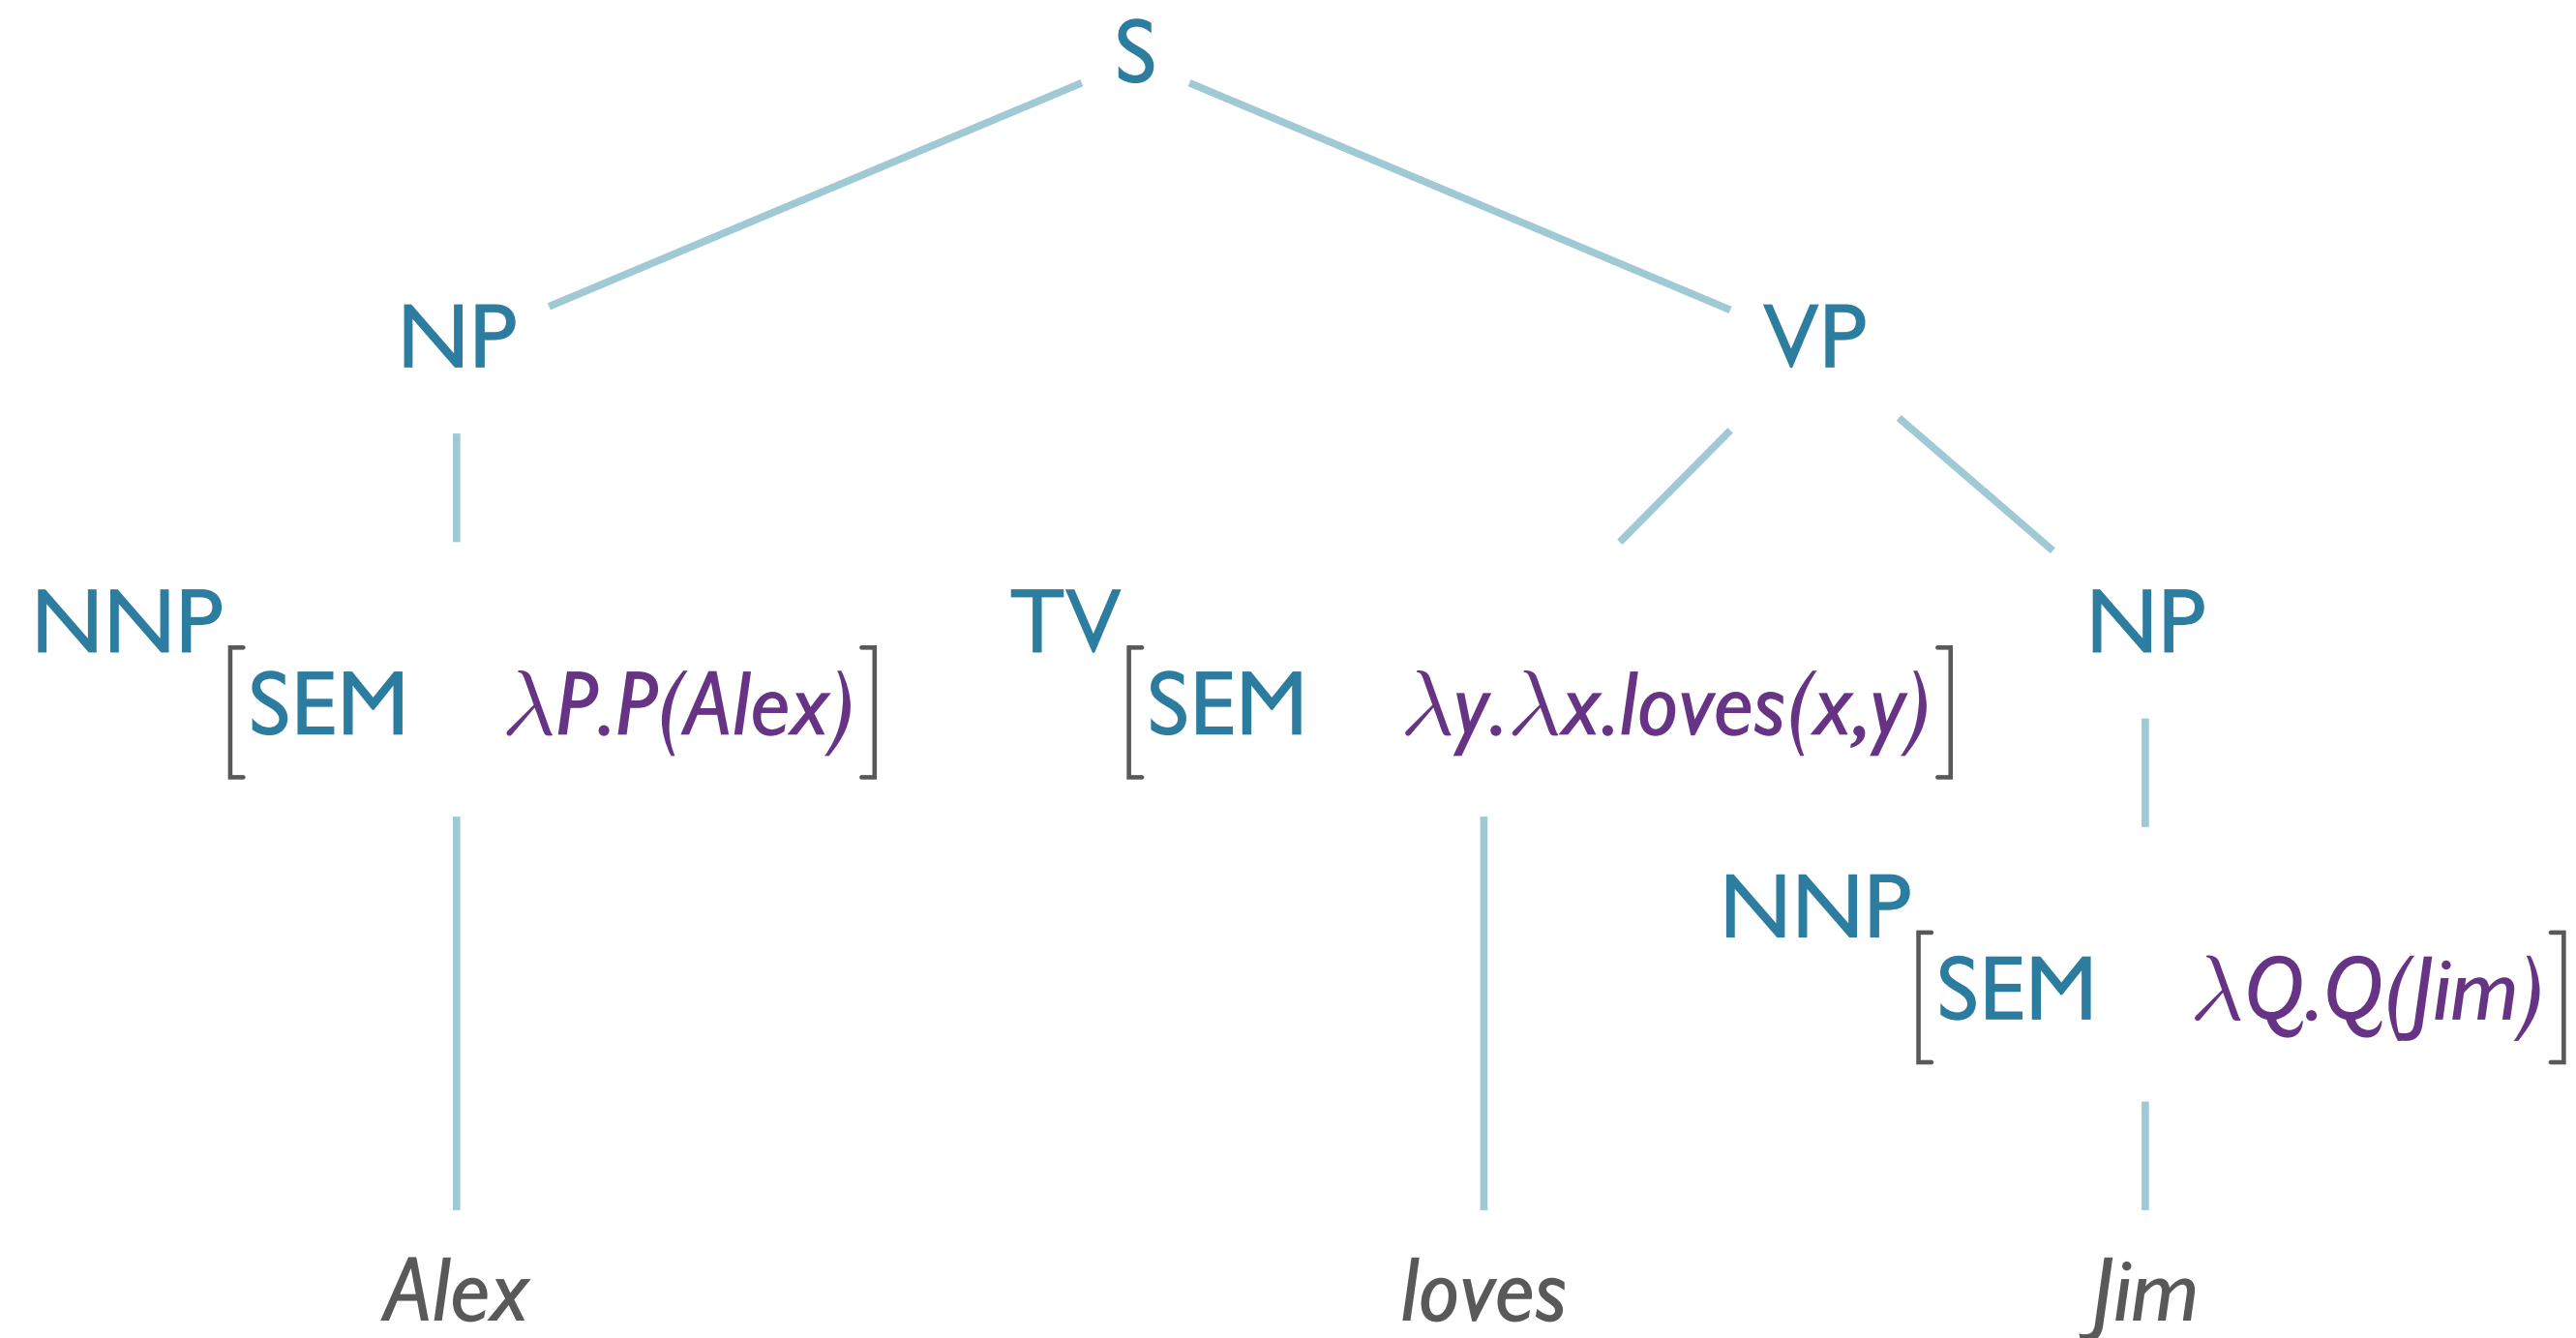 S
NP VP
NNP TV NP
[SEM λP.P(Alex)] [SEM λy.λx.loves(x,y)]
NNP
[SEM λQ.Q(Jim)]
Alex loves Jim